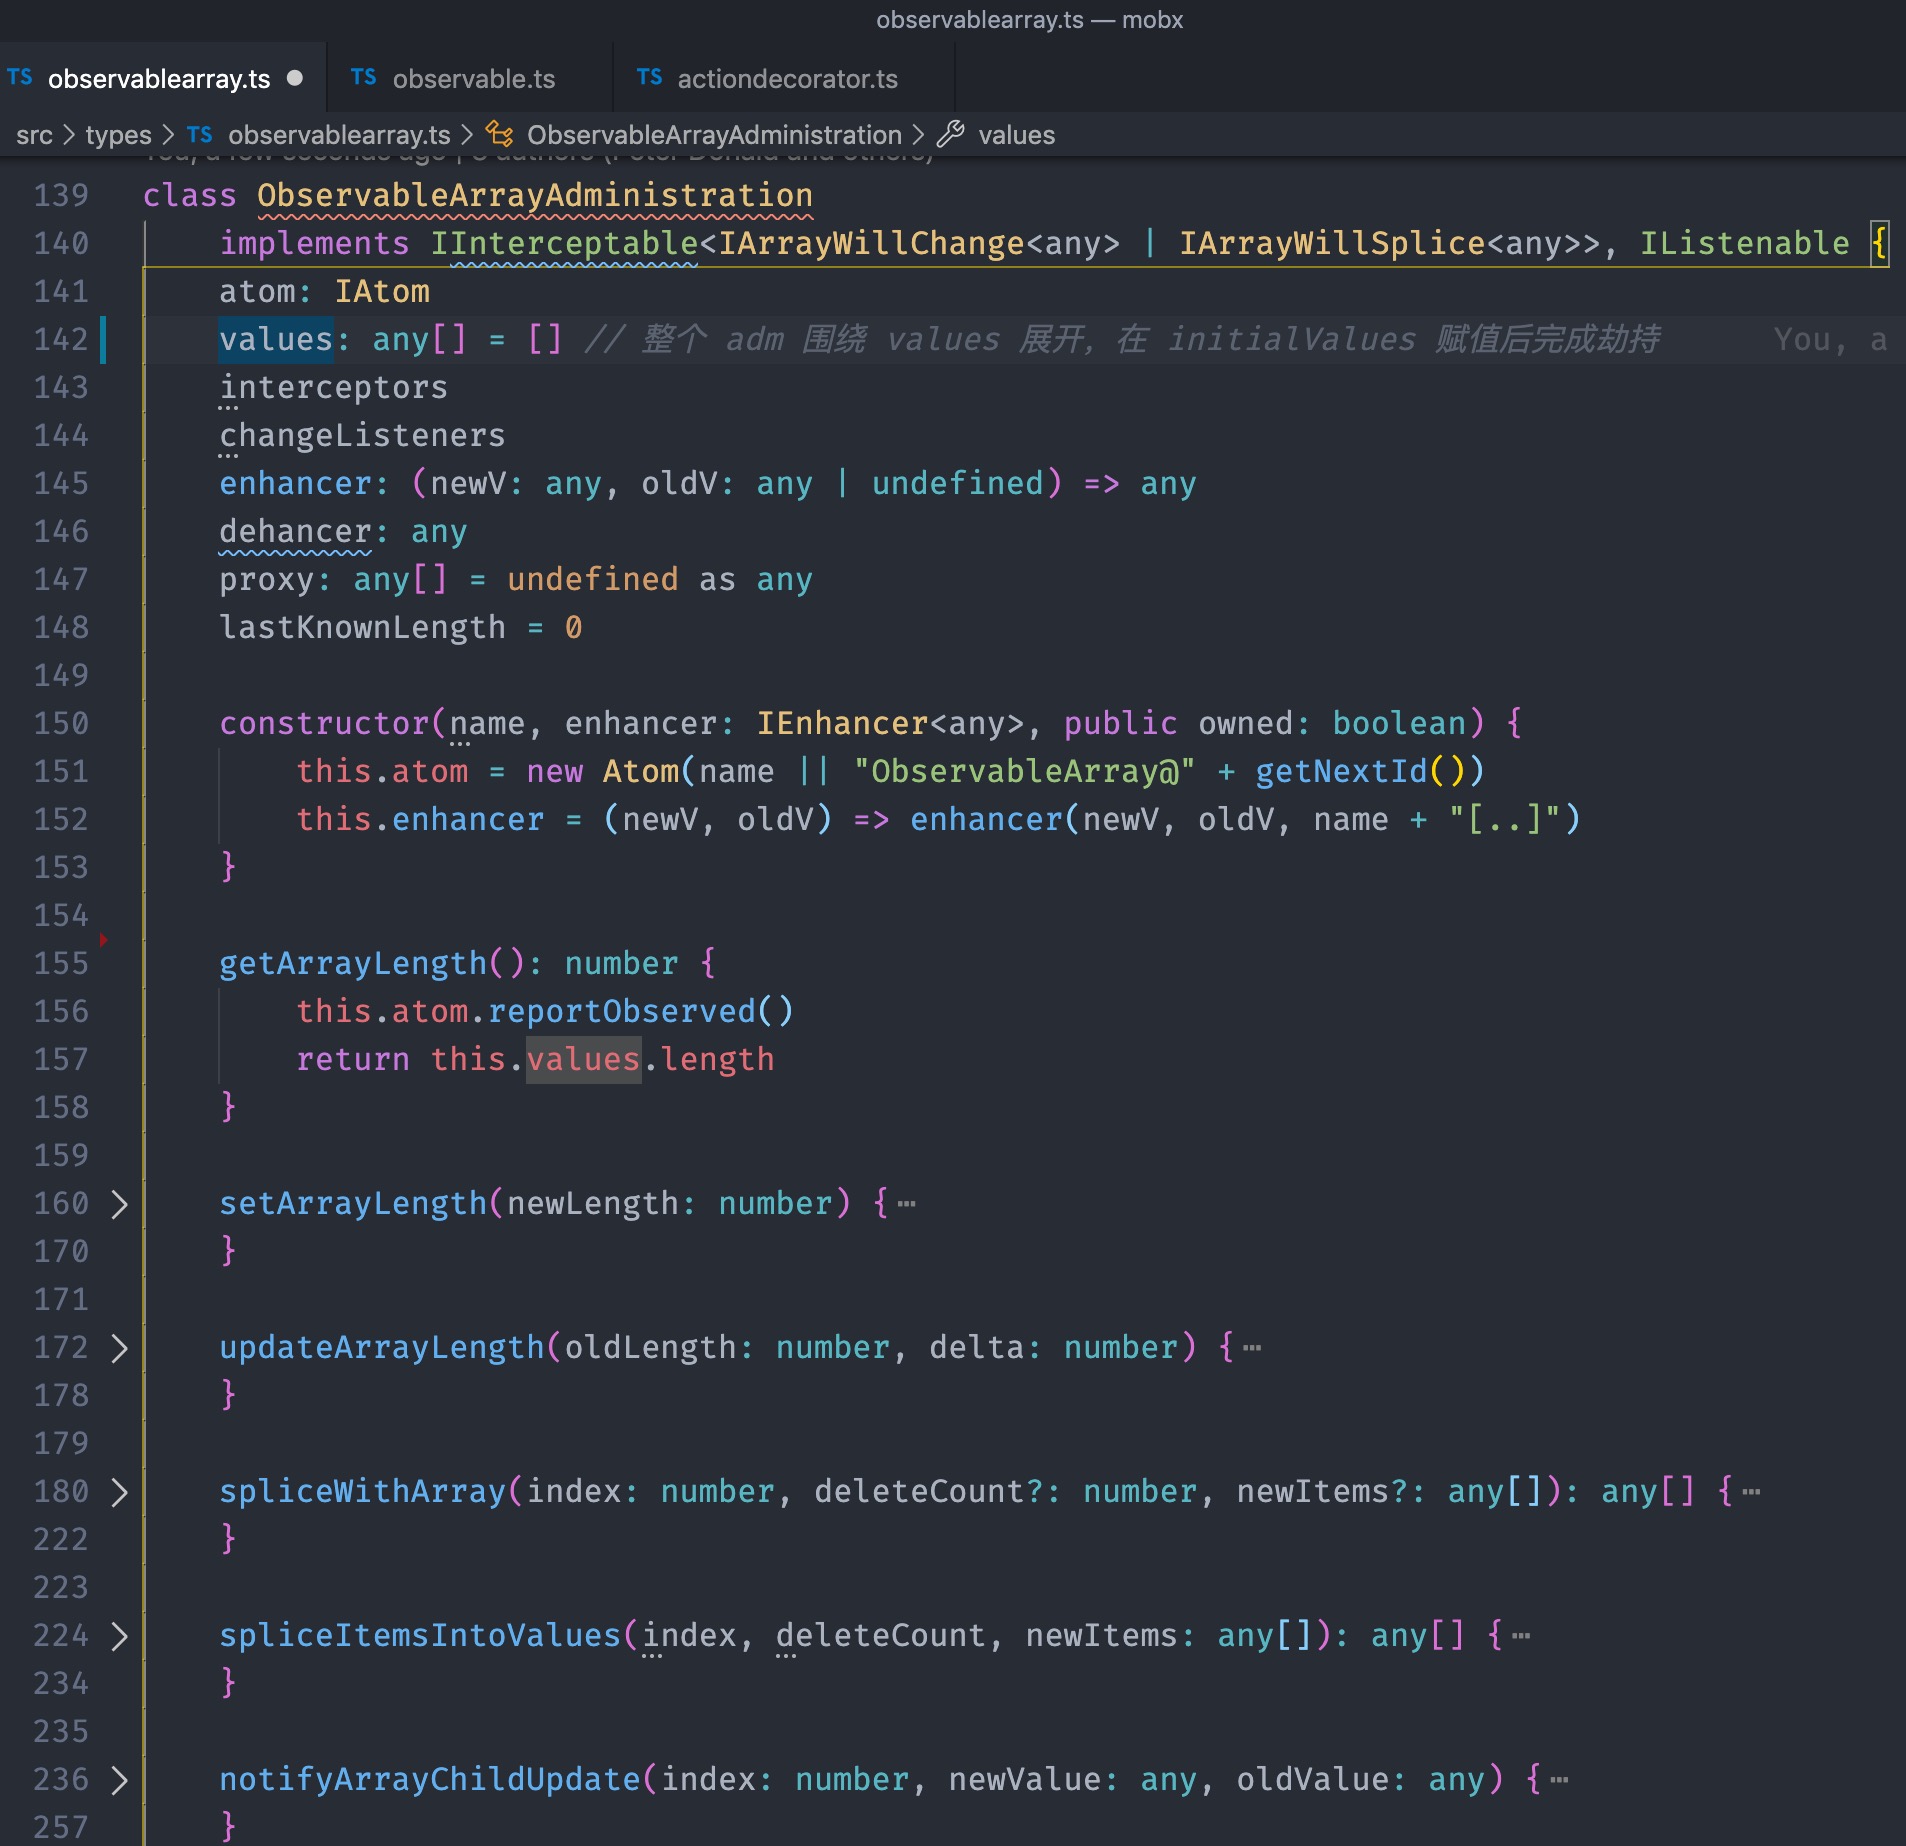 observablearray.ts — mobx
TS observablearray.ts ● TS observable.ts TS actiondecorator.ts
src > types > TS observablearray.ts > ObservableArrayAdministration > values
139 class ObservableArrayAdministration
140 implements IInterceptable<IArrayWillChange<any> | IArrayWillSplice<any>>, IListenable {
141 atom: IAtom
142 values: any[] = [] // 整个 adm 围绕 values 展开, 在 initialValues 赋值后完成劫持 You, a
143 interceptors
144 changeListeners
145 enhancer: (newV: any, oldV: any | undefined) => any
146 dehancer: any
147 proxy: any[] = undefined as any
148 lastKnownLength = 0
149
150 constructor(name, enhancer: IEnhancer<any>, public owned: boolean) {
151 this.atom = new Atom(name || "ObservableArray@" + getNextId())
152 this.enhancer = (newV, oldV) => enhancer(newV, oldV, name + "[..]")
153 }
154
155 getArrayLength(): number {
156 this.atom.reportObserved()
157 return this.values.length
158 }
159
160 > setArrayLength(newLength: number) {⋯
170 }
171
172 > updateArrayLength(oldLength: number, delta: number) {⋯
178 }
179
180 > spliceWithArray(index: number, deleteCount?: number, newItems?: any[]): any[] {⋯
222 }
223
224 > spliceItemsIntoValues(index, deleteCount, newItems: any[]): any[] {⋯
234 }
235
236 > notifyArrayChildUpdate(index: number, newValue: any, oldValue: any) {⋯
257 }